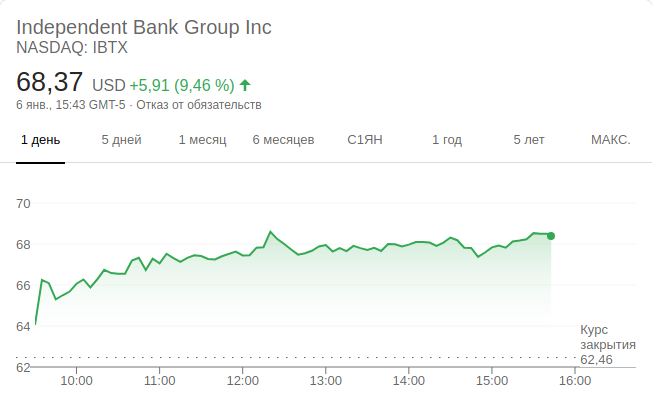 Independent Bank Group Inc
NASDAQ: IBTX
68,37 USD +5,91 (9,46 %)
6 янв., 15:43 GMT-5 · Отказ от обязательств
1 день 5 дней 1 месяц 6 месяцев С1ЯН 1 год 5 лет МАКС.
70
68
66
64
62
Курс
закрытия
62,46
10:00 11:00 12:00 13:00 14:00 15:00 16:00